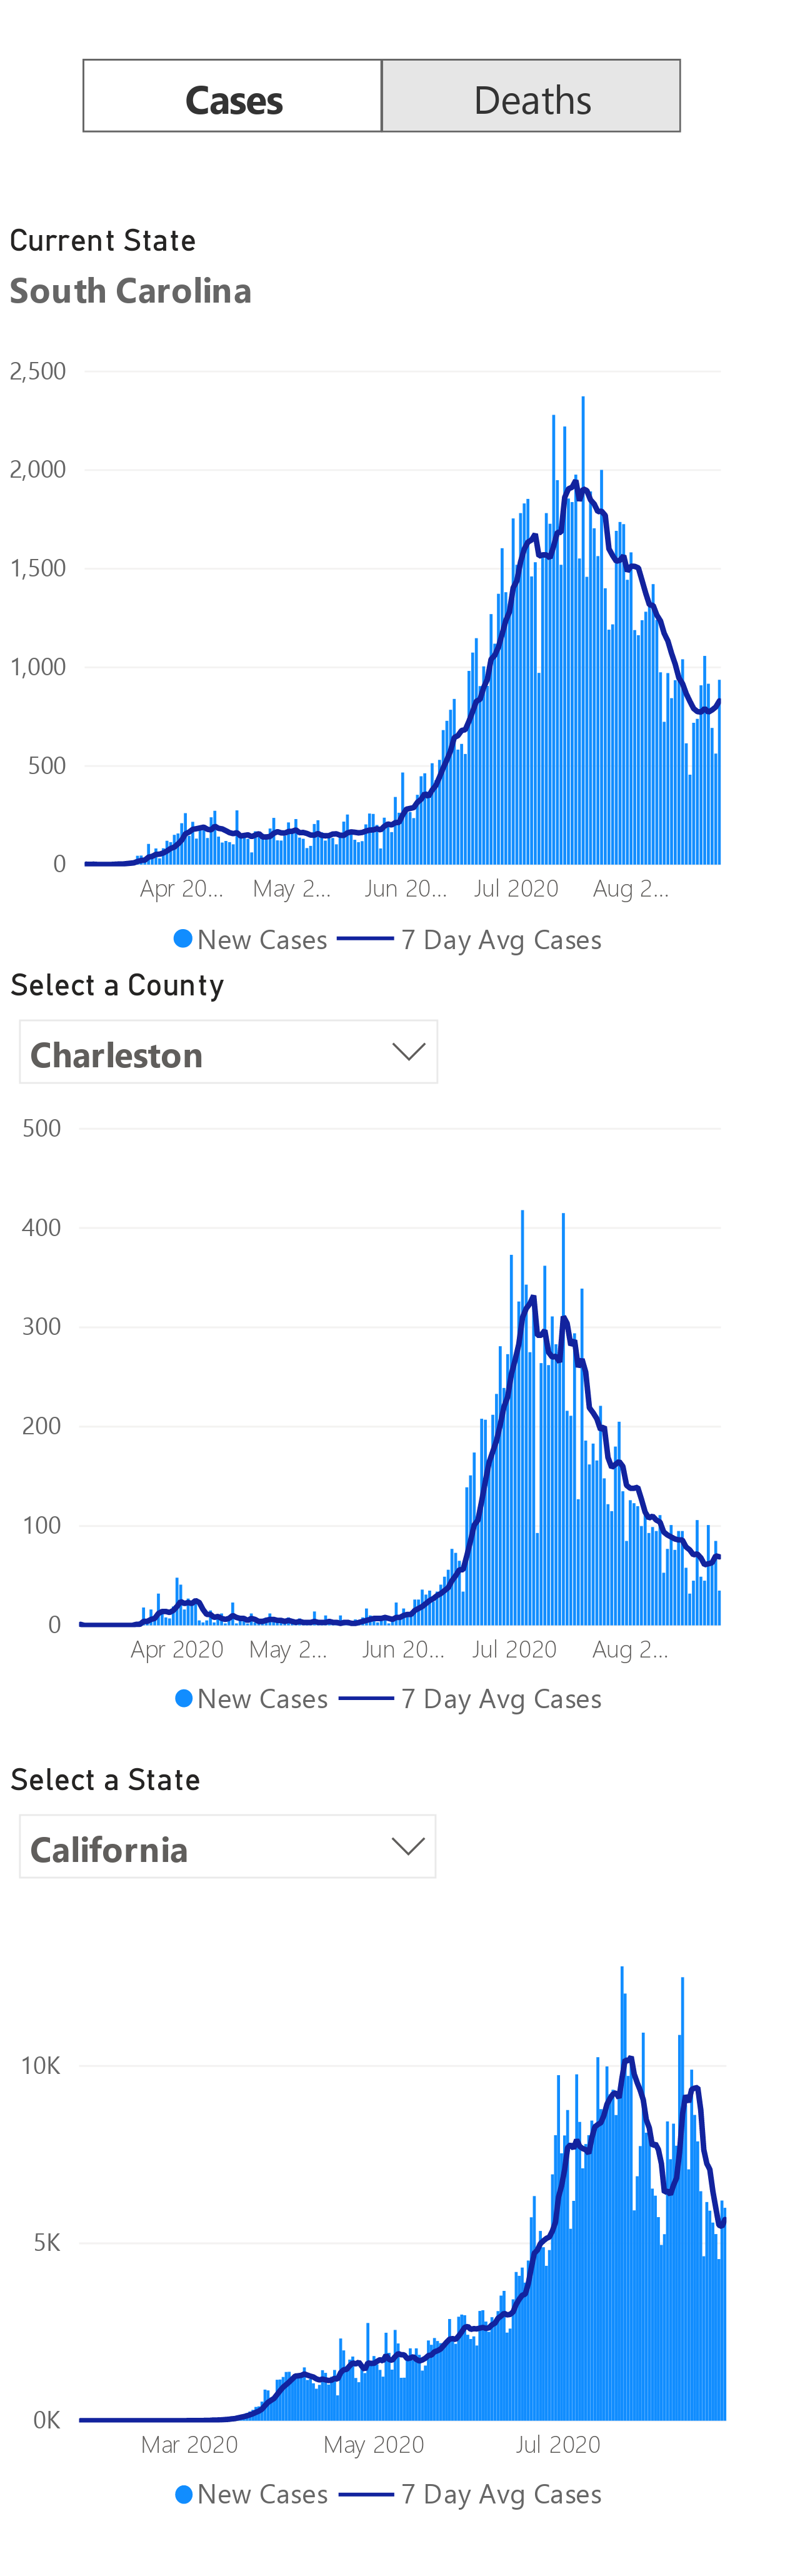 Cases Deaths
Current State
South Carolina
2,500
2,000
1,500
1,000
500
0
Apr 20... May 2... Jun 20... Jul 2020 Aug 2...
New Cases 7 Day Avg Cases
Select a County
Charleston
500
400
300
200
100
0
Apr 2020 May 2... Jun 20... Jul 2020 Aug 2...
New Cases 7 Day Avg Cases
Select a State
California
10K
5K
0K
Mar 2020 May 2020 Jul 2020
New Cases 7 Day Avg Cases